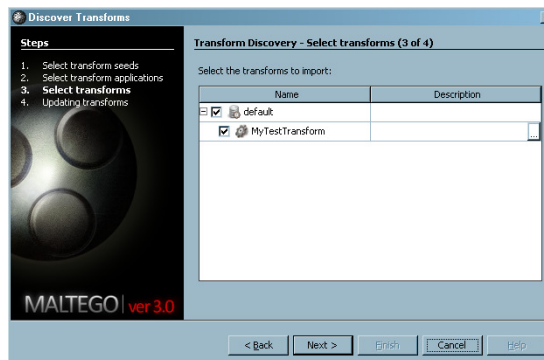 Discover Transforms
Steps
1. Select transform seeds
2. Select transform applications
3. Select transforms
4. Updating transforms
Transform Discovery - Select transforms (3 of 4)
Select the transforms to import:
Name Description
default
MyTestTransform ...
MALTEGO ver 3.0
< Back Next > Finish Cancel Help